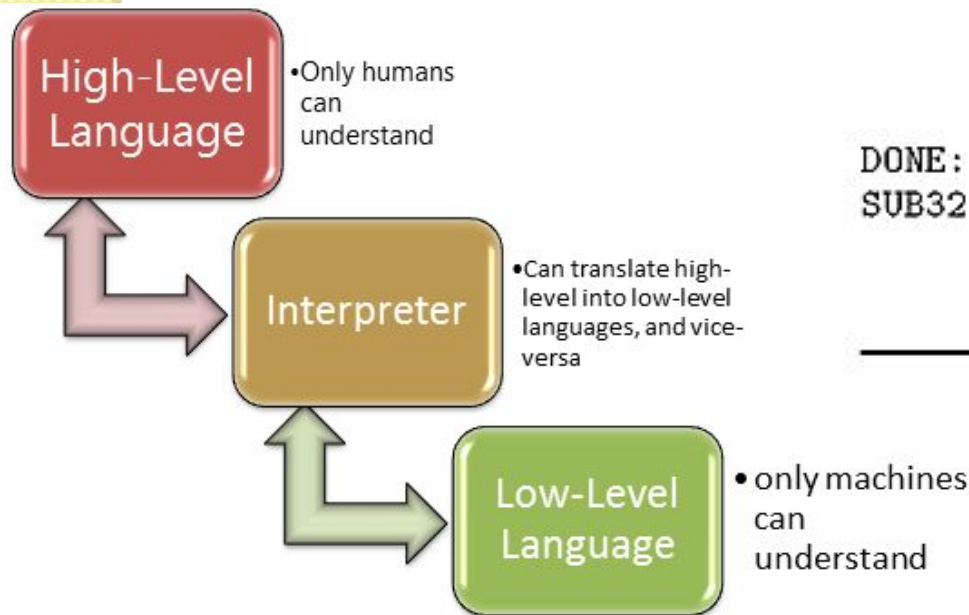 High-Level
Language
•Only humans
can
understand
DONE:
SUB32
Interpreter
•Can translate high-
level into low-level
languages, and vice-
versa
Low-Level
Language
• only machines
can
understand